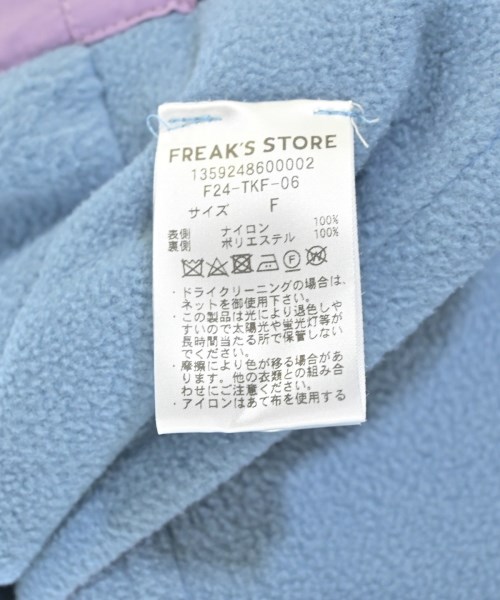 FREAK'S STORE
1359248600002
F24-TKF-06
サイズ F
表側 ナイロン 100%
裏側 ポリエステル 100%
・ドライクリーニングの場合は、
ネットを御使用下さい。
・この製品は光により退色しや
すいので太陽光や蛍光灯等が
長時間当たる所で保管しない
でください。
・摩擦により色が移る場合があ
ります。他の衣類との組み合
わせにご注意ください。
・アイロンはあて布を使用する